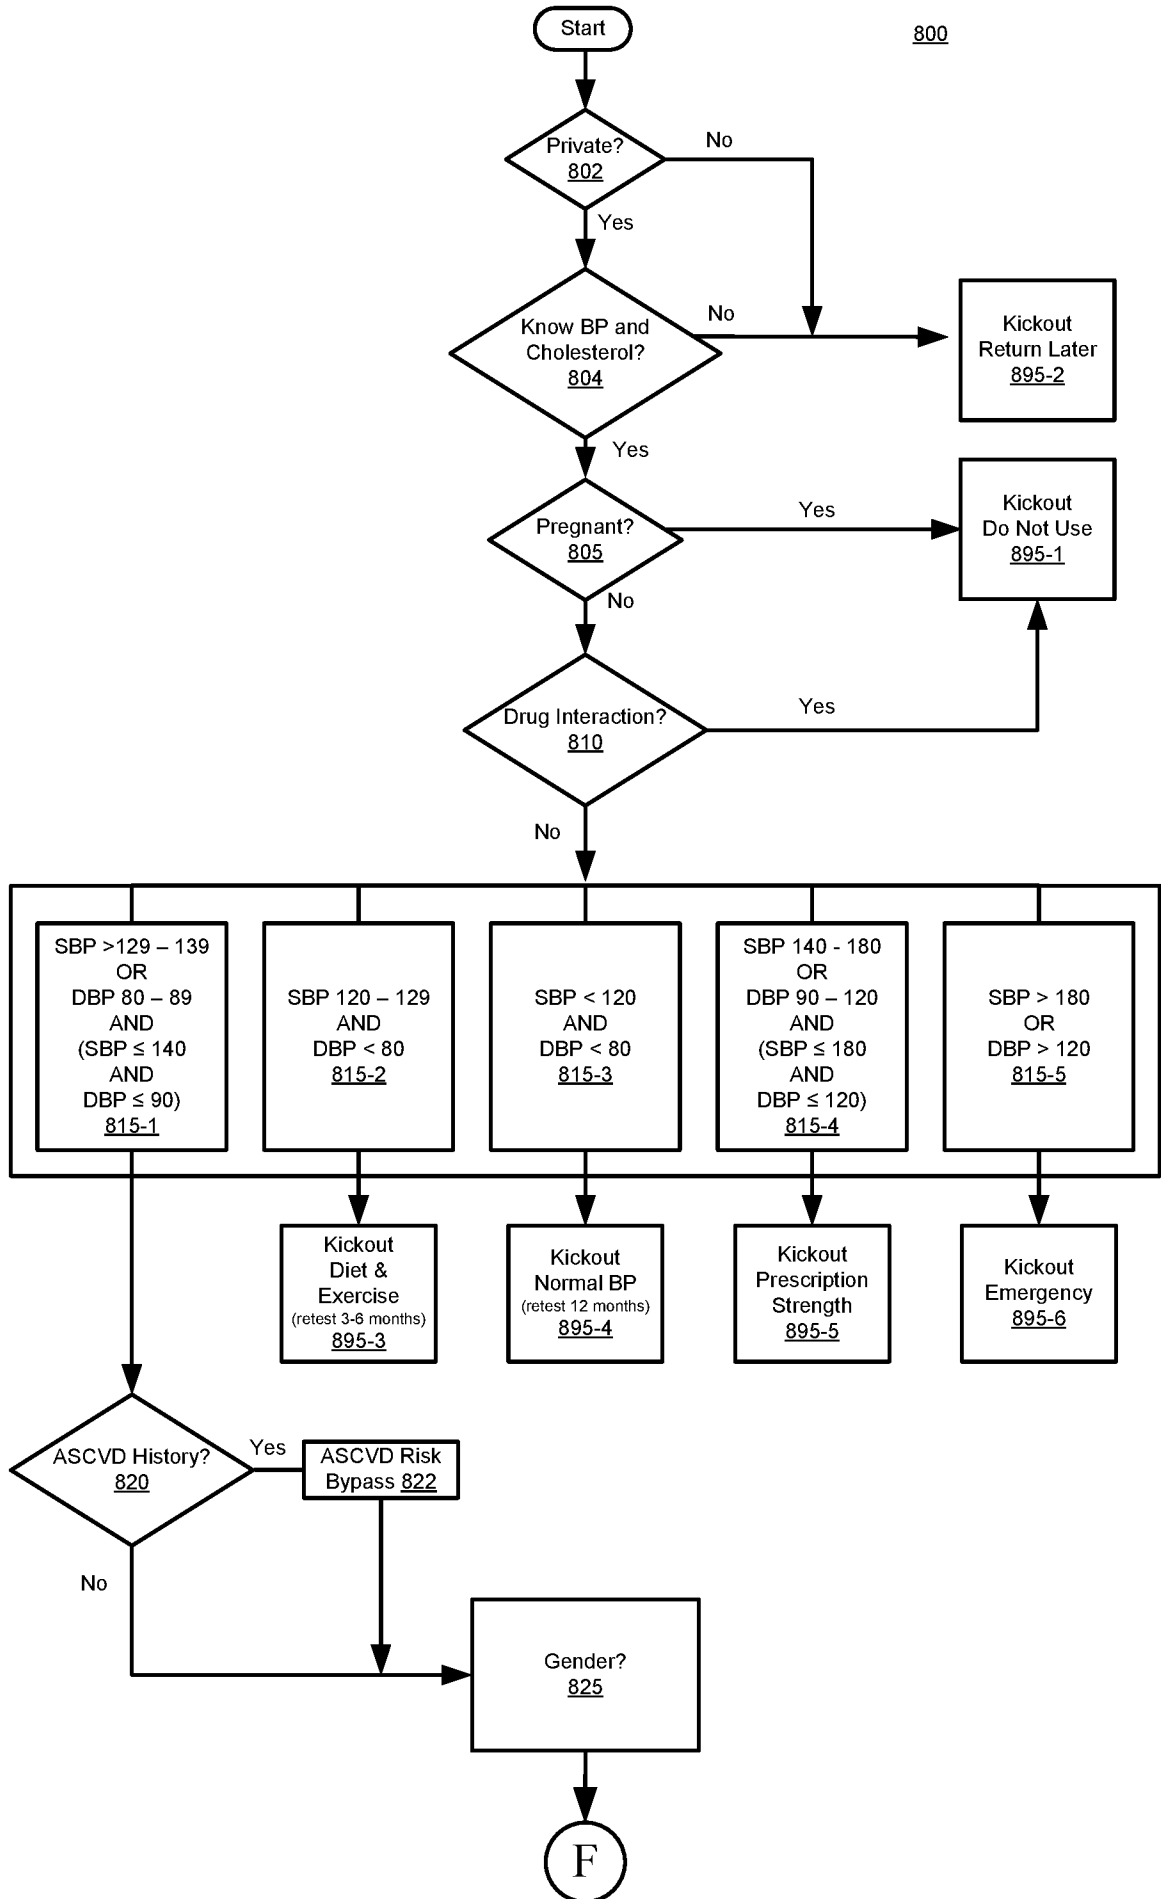 Start
800
Private?
802
No
Yes
Know BP and
Cholesterol?
804
No
Kickout
Return Later
895-2
Yes
Pregnant?
805
Yes
Kickout
Do Not Use
895-1
No
Drug Interaction?
810
Yes
No
SBP >129 – 139
OR
DBP 80 – 89
AND
(SBP ≤ 140
AND
DBP ≤ 90)
815-1
SBP 120 – 129
AND
DBP < 80
815-2
SBP < 120
AND
DBP < 80
815-3
SBP 140 - 180
OR
DBP 90 – 120
AND
(SBP ≤ 180
AND
DBP ≤ 120)
815-4
SBP > 180
OR
DBP > 120
815-5
Kickout
Diet &
Exercise
(retest 3-6 months)
895-3
Kickout
Normal BP
(retest 12 months)
895-4
Kickout
Prescription
Strength
895-5
Kickout
Emergency
895-6
ASCVD History?
820
Yes
ASCVD Risk
Bypass 822
No
Gender?
825
F